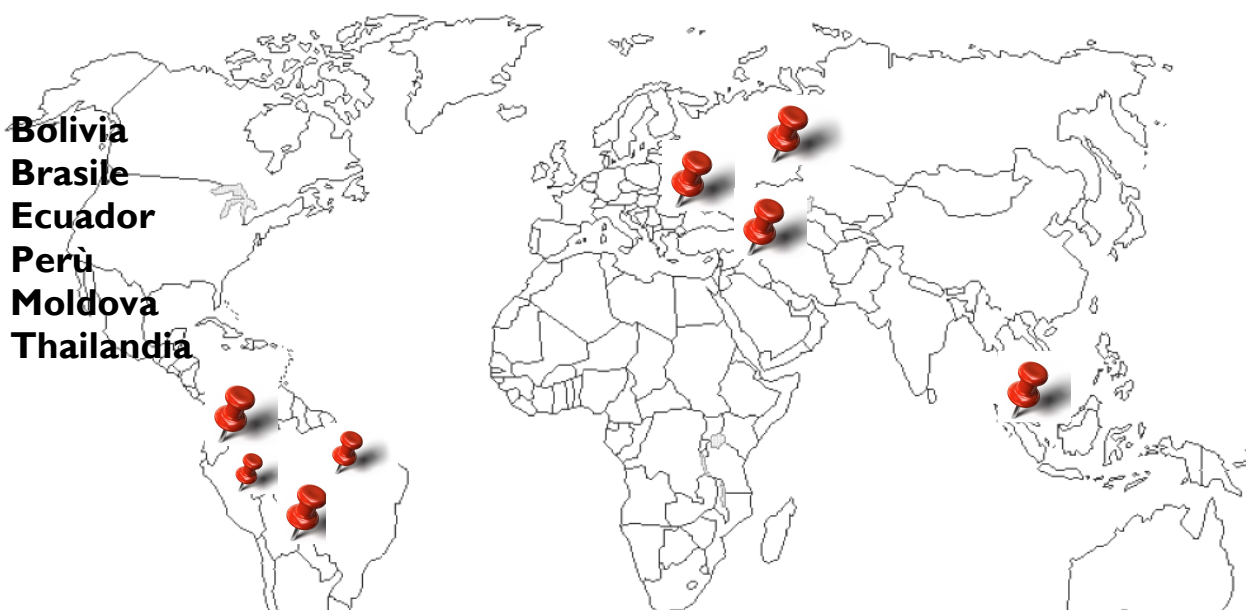 Bolivia
Brasile
Ecuador
Perù
Moldova
Thailandia